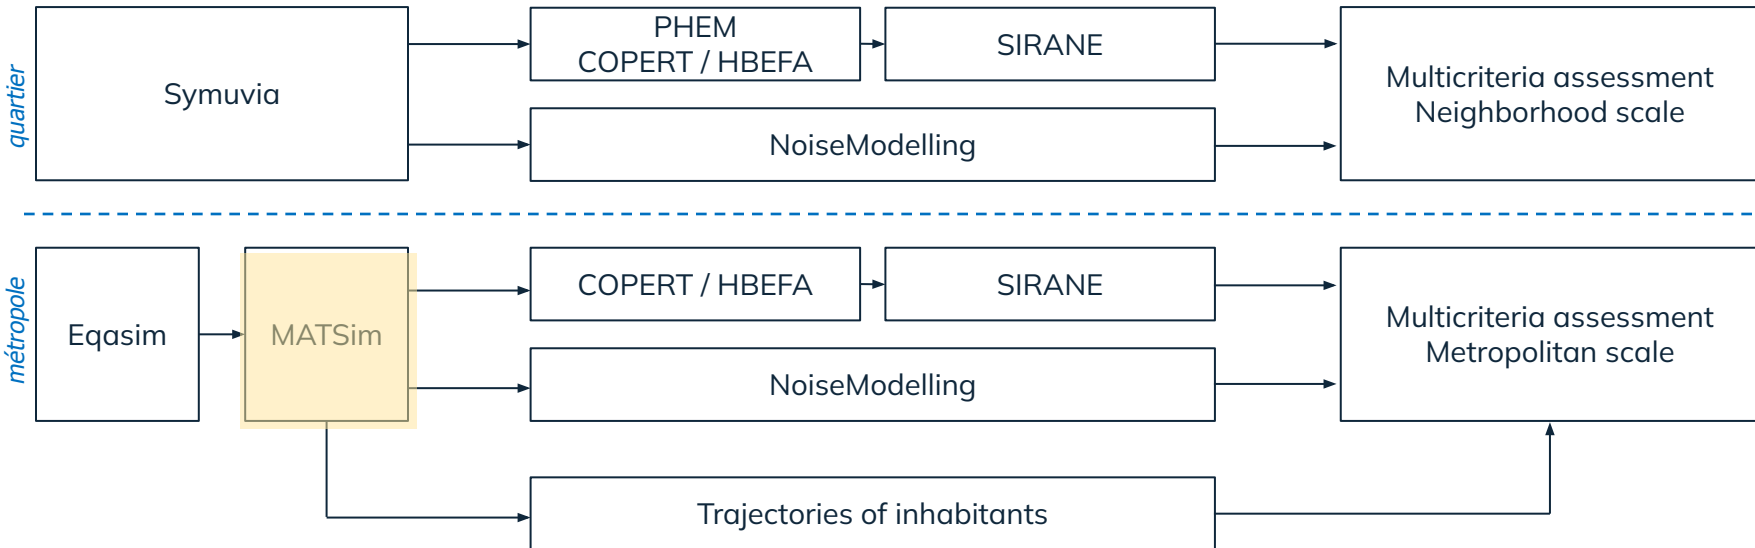 quartier
Symuvia
PHEM
COPERT / HBEFA
SIRANE
NoiseModelling
Multicriteria assessment
Neighborhood scale
métropole
Eqasim
MATSim
COPERT / HBEFA
SIRANE
NoiseModelling
Trajectories of inhabitants
Multicriteria assessment
Metropolitan scale